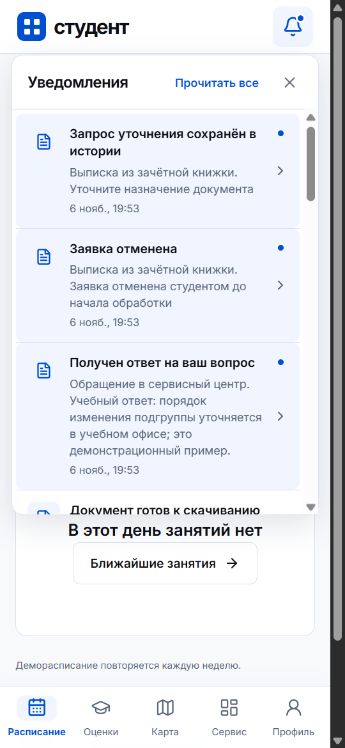 студент
Уведомления
Прочитать все
Запрос уточнения сохранён в
истории
Выписка из зачётной книжки.
Уточните назначение документа
6 нояб., 19:53
Заявка отменена
Выписка из зачётной книжки.
Заявка отменена студентом до
начала обработки
6 нояб., 19:53
Получен ответ на ваш вопрос
Обращение в сервисный центр.
Учебный ответ: порядок
изменения подгруппы уточняется
в учебном офисе; это
демонстрационный пример.
6 нояб., 19:53
Документ готов к скачиванию
В этот день занятий нет
Ближайшие занятия
Деморасписание повторяется каждую неделю.
Расписание
Оценки
Карта
Сервис
Профиль